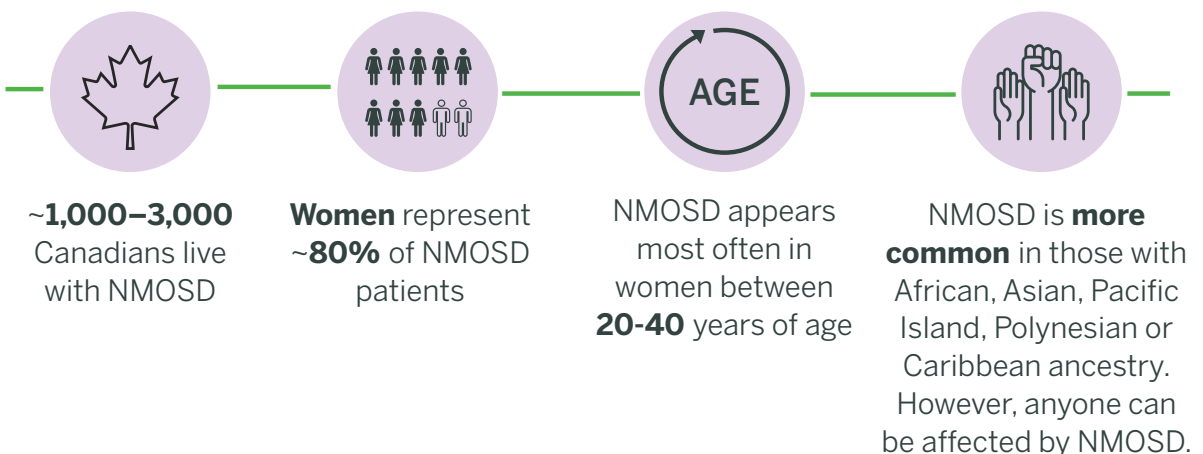 AGE
~1,000–3,000
Canadians live
with NMOSD
Women represent
~80% of NMOSD
patients
NMOSD appears
most often in
women between
20-40 years of age
NMOSD is more
common in those with
African, Asian, Pacific
Island, Polynesian or
Caribbean ancestry.
However, anyone can
be affected by NMOSD.